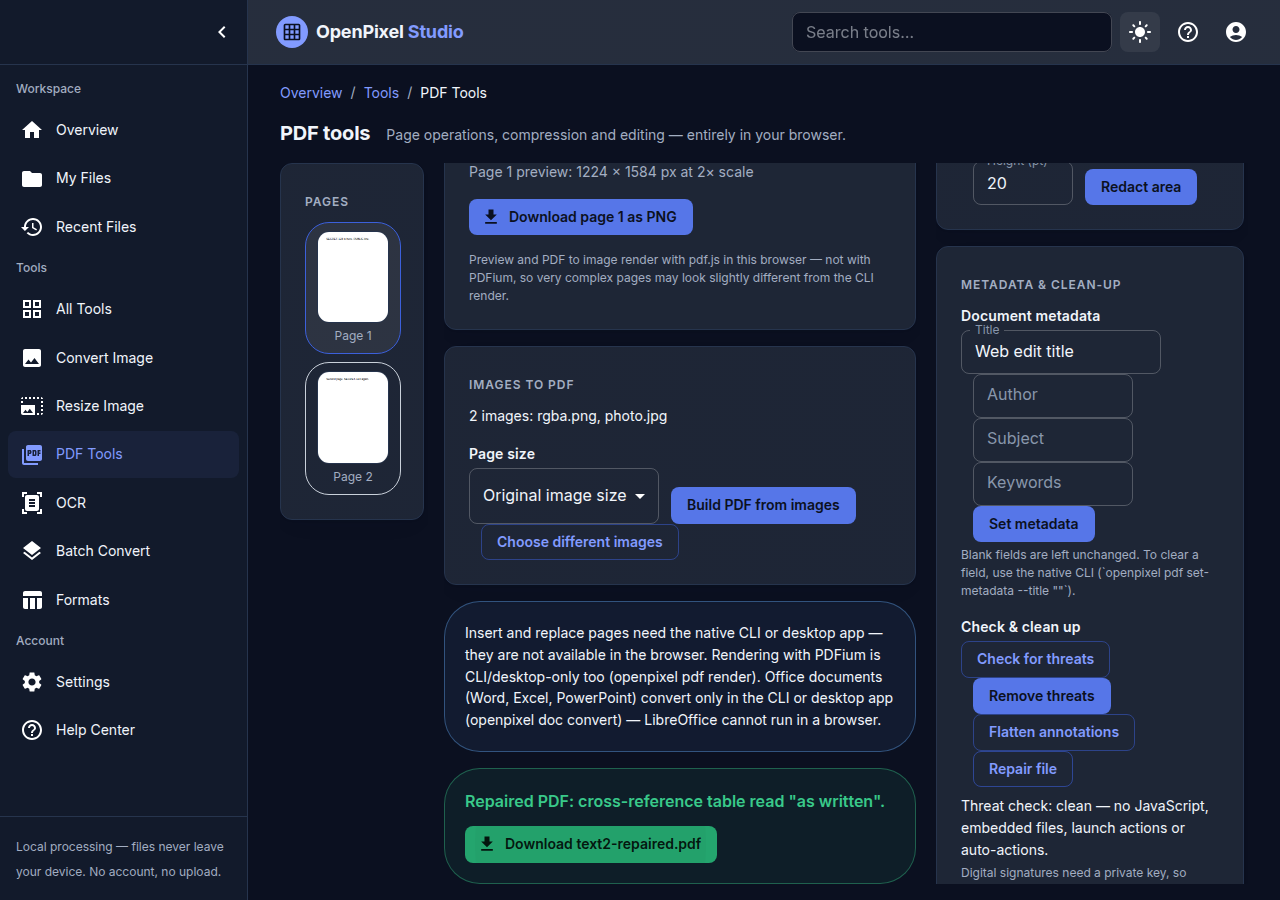 OpenPixel Studio
Search tools...
Workspace
Overview
My Files
Recent Files
Tools
All Tools
Convert Image
Resize Image
PDF Tools
OCR
Batch Convert
Formats
Account
Settings
Help Center
Local processing — files never leave
your device. No account, no upload.
Overview / Tools / PDF Tools
PDF tools Page operations, compression and editing — entirely in your browser.
PAGES
Page 1
Page 2
Page 1 preview: 1224 × 1584 px at 2× scale
Download page 1 as PNG
Preview and PDF to image render with pdf.js in this browser — not with
PDFium, so very complex pages may look slightly different from the CLI
render.
IMAGES TO PDF
2 images: rgba.png, photo.jpg
Page size
Original image size
Build PDF from images
Choose different images
Insert and replace pages need the native CLI or desktop app —
they are not available in the browser. Rendering with PDFium is
CLI/desktop-only too (openpixel pdf render). Office documents
(Word, Excel, PowerPoint) convert only in the CLI or desktop app
(openpixel doc convert) — LibreOffice cannot run in a browser.
Repaired PDF: cross-reference table read "as written".
Download text2-repaired.pdf
Height (pt)
20
Redact area
METADATA & CLEAN-UP
Document metadata
Title
Web edit title
Author
Subject
Keywords
Set metadata
Blank fields are left unchanged. To clear a
field, use the native CLI (`openpixel pdf set-
metadata --title ""`).
Check & clean up
Check for threats
Remove threats
Flatten annotations
Repair file
Threat check: clean — no JavaScript,
embedded files, launch actions or
auto-actions.
Digital signatures need a private key, so